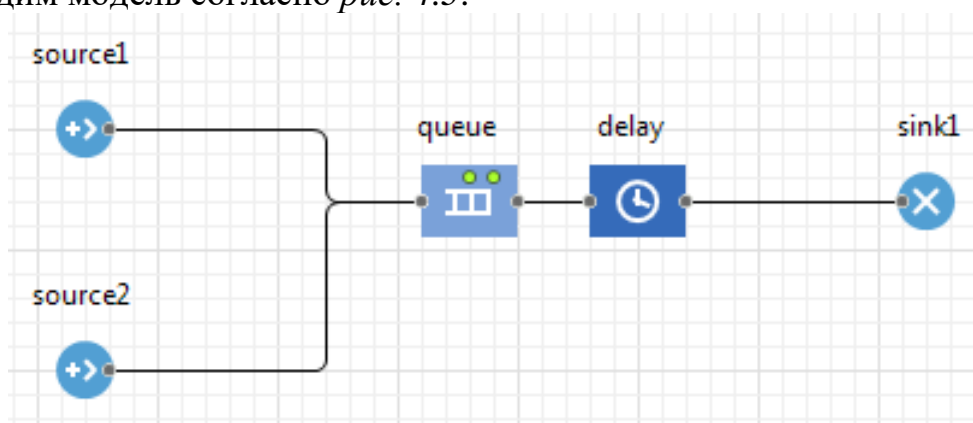 модель согласно
source1
queue
delay
sink1
source2